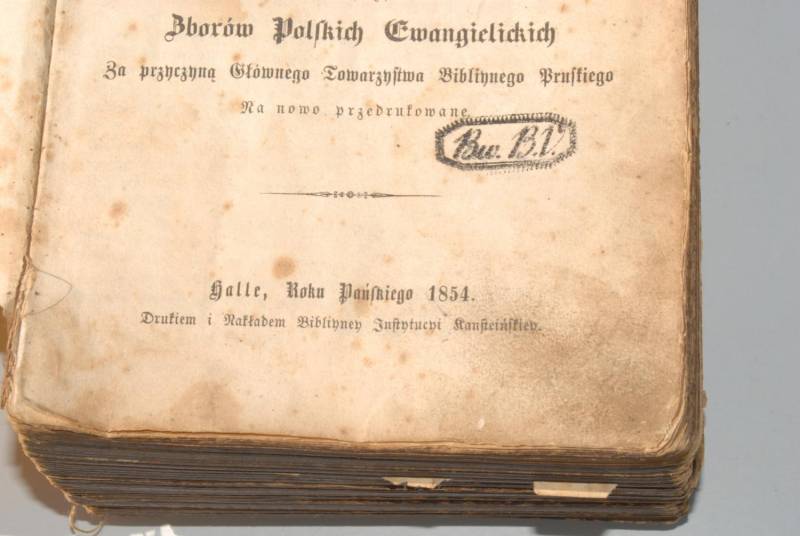 Zborów Polſkich Ewangielickich
Za przyczyną Głównego Towarzyſtwa Bibliynego Pruſkiego
Na nowo przedrukowane.
Bw. B.V.
Halle, Roku Pańſkiego 1854.
Drukiem i Nakładem Bibliyney Inſtytucyi Kanſteińſkiey.